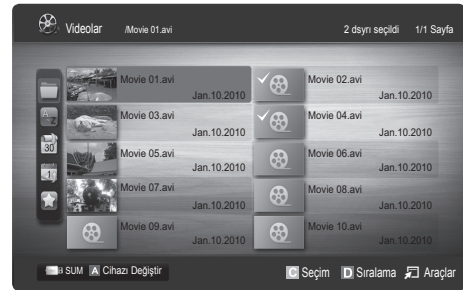 Videolar /Movie 01.avi 2 dsyrı seçildi 1/1 Sayfa
Movie 01.avi Movie 02.avi
Jan.10.2010 Jan.10.2010
Movie 03.avi Movie 04.avi
Jan.10.2010 Jan.10.2010
Movie 05.avi Movie 06.avi
Jan.10.2010 Jan.10.2010
Movie 07.avi Movie 08.avi
Jan.10.2010 Jan.10.2010
Movie 09.avi Movie 10.avi
Jan.10.2010 Jan.10.2010
SUM A Cihazı Değiştir C Seçim D Sıralama Araçlar